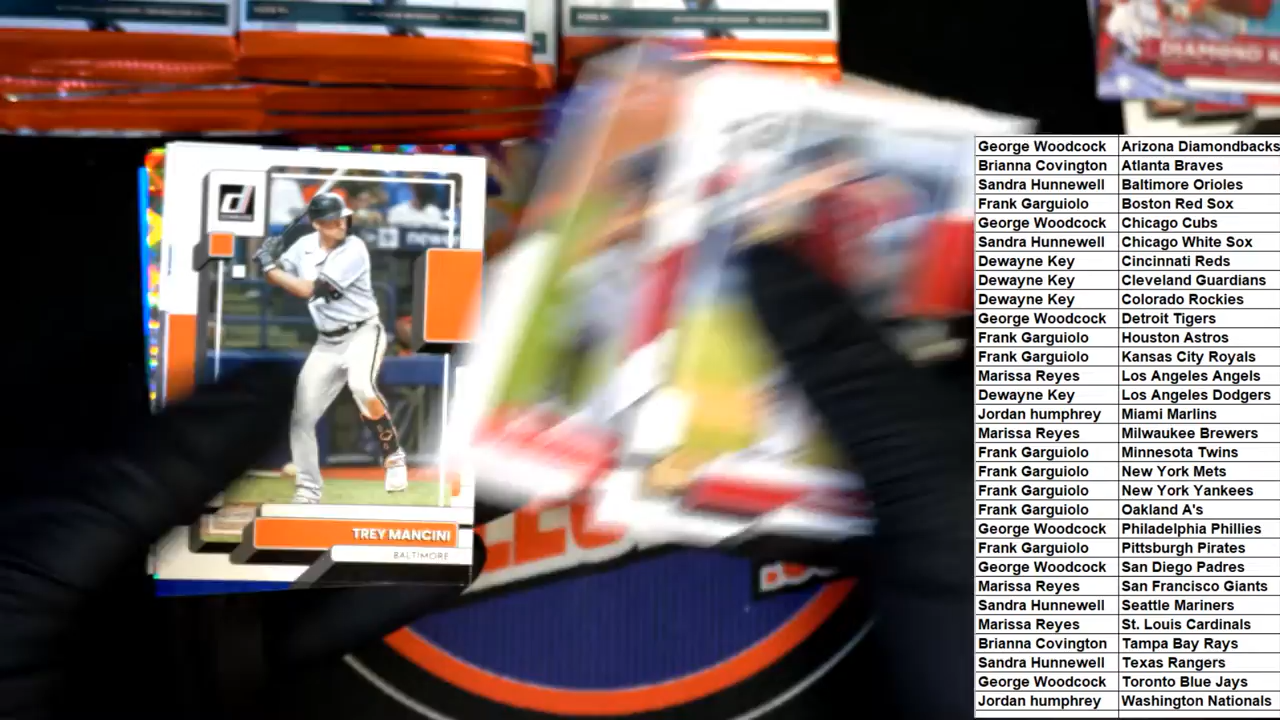 DIAMOND K
TREY MANCINI
BALTIMORE
George Woodcock Arizona Diamondbacks
Brianna Covington Atlanta Braves
Sandra Hunnewell Baltimore Orioles
Frank Garguiolo Boston Red Sox
George Woodcock Chicago Cubs
Sandra Hunnewell Chicago White Sox
Dewayne Key Cincinnati Reds
Dewayne Key Cleveland Guardians
Dewayne Key Colorado Rockies
George Woodcock Detroit Tigers
Frank Garguiolo Houston Astros
Frank Garguiolo Kansas City Royals
Marissa Reyes Los Angeles Angels
Dewayne Key Los Angeles Dodgers
Jordan humphrey Miami Marlins
Marissa Reyes Milwaukee Brewers
Frank Garguiolo Minnesota Twins
Frank Garguiolo New York Mets
Frank Garguiolo New York Yankees
Frank Garguiolo Oakland A's
George Woodcock Philadelphia Phillies
Frank Garguiolo Pittsburgh Pirates
George Woodcock San Diego Padres
Marissa Reyes San Francisco Giants
Sandra Hunnewell Seattle Mariners
Marissa Reyes St. Louis Cardinals
Brianna Covington Tampa Bay Rays
Sandra Hunnewell Texas Rangers
George Woodcock Toronto Blue Jays
Jordan humphrey Washington Nationals